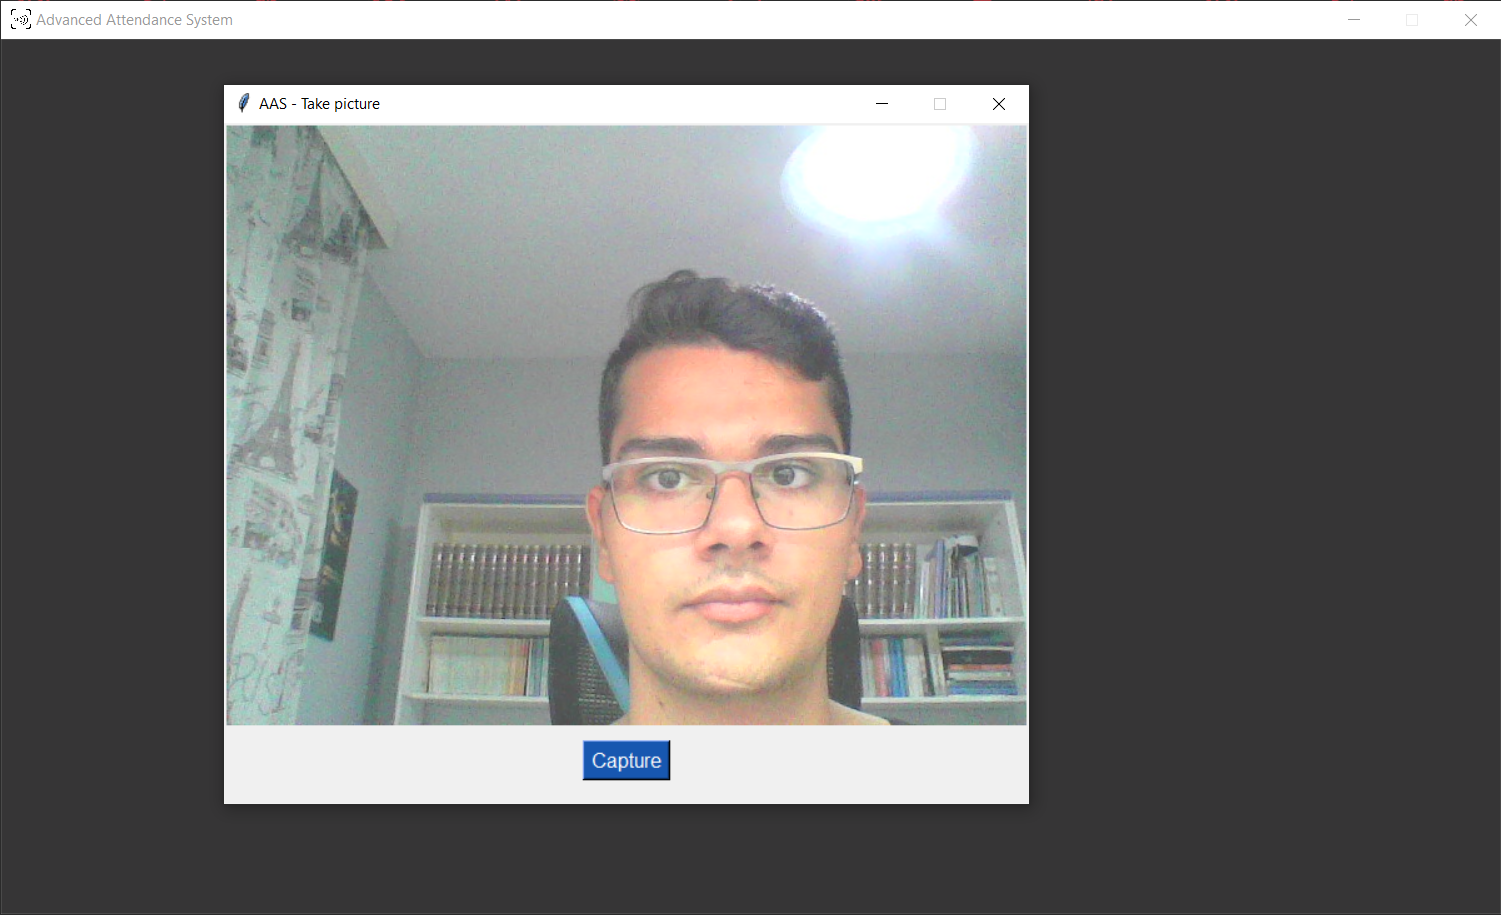 Advanced Attendance System
AAS - Take picture
Capture